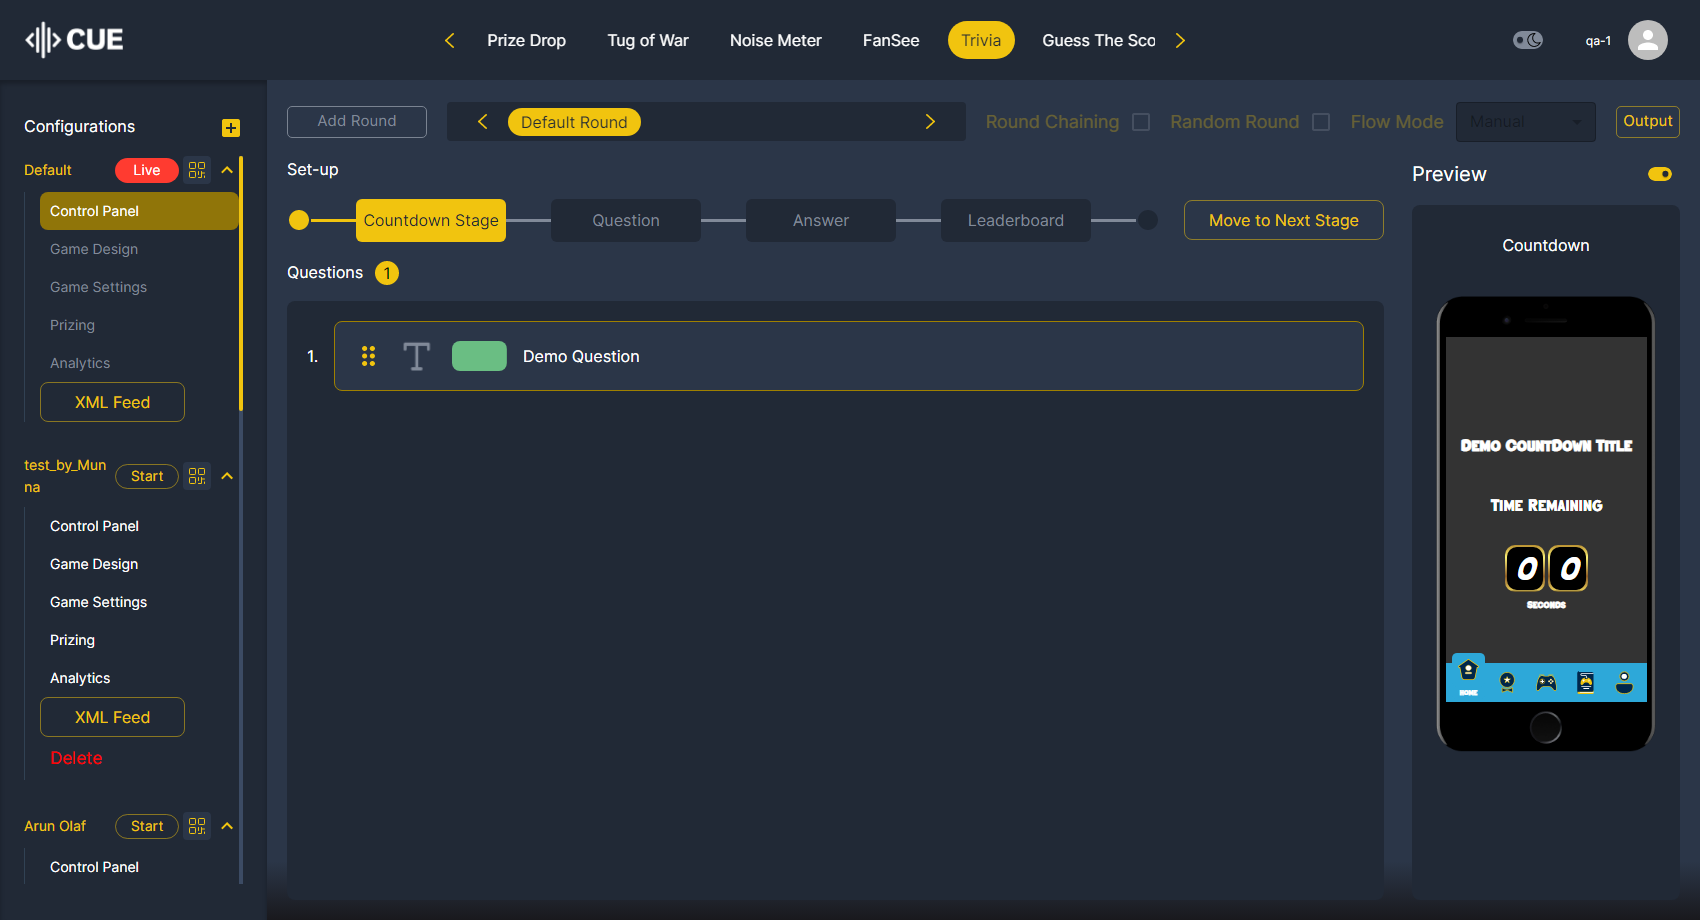 CUE
Prize Drop
Tug of War
Noise Meter
FanSee
Trivia
Guess The Sco
qa-1
Configurations
Default
Live
Control Panel
Game Design
Game Settings
Prizing
Analytics
XML Feed
test_by_Mun
na
Start
Control Panel
Game Design
Game Settings
Prizing
Analytics
XML Feed
Delete
Arun Olaf
Start
Control Panel
Add Round
Default Round
Round Chaining
Random Round
Flow Mode
Manual
Output
Set-up
Countdown Stage
Question
Answer
Leaderboard
Move to Next Stage
Questions 1
1.
T
Demo Question
Preview
Countdown
Demo CountDown Title
Time Remaining
0 0
Seconds
HOME